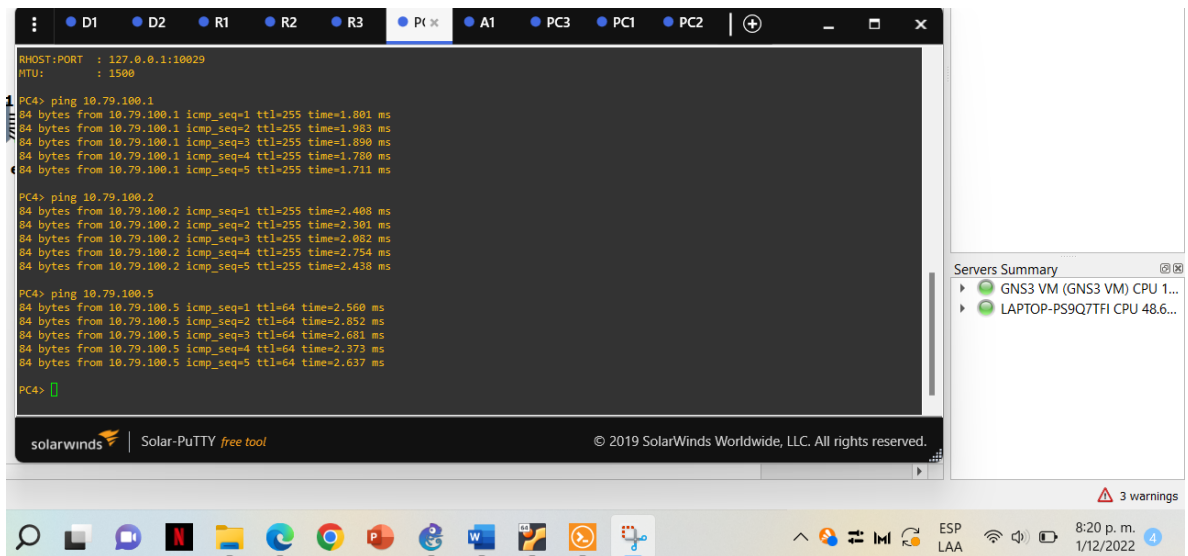 D1 D2 R1 R2 R3 P( A1 PC3 PC1 PC2
RHOST:PORT : 127.0.0.1:10029
MTU: : 1500
PC4> ping 10.79.100.1
84 bytes from 10.79.100.1 icmp_seq=1 ttl=255 time=1.801 ms
84 bytes from 10.79.100.1 icmp_seq=2 ttl=255 time=1.983 ms
84 bytes from 10.79.100.1 icmp_seq=3 ttl=255 time=1.890 ms
84 bytes from 10.79.100.1 icmp_seq=4 ttl=255 time=1.780 ms
84 bytes from 10.79.100.1 icmp_seq=5 ttl=255 time=1.711 ms
PC4> ping 10.79.100.2
84 bytes from 10.79.100.2 icmp_seq=1 ttl=255 time=2.408 ms
84 bytes from 10.79.100.2 icmp_seq=2 ttl=255 time=2.301 ms
84 bytes from 10.79.100.2 icmp_seq=3 ttl=255 time=2.082 ms
84 bytes from 10.79.100.2 icmp_seq=4 ttl=255 time=2.754 ms
84 bytes from 10.79.100.2 icmp_seq=5 ttl=255 time=2.438 ms
PC4> ping 10.79.100.5
84 bytes from 10.79.100.5 icmp_seq=1 ttl=64 time=2.560 ms
84 bytes from 10.79.100.5 icmp_seq=2 ttl=64 time=2.852 ms
84 bytes from 10.79.100.5 icmp_seq=3 ttl=64 time=2.681 ms
84 bytes from 10.79.100.5 icmp_seq=4 ttl=64 time=2.373 ms
84 bytes from 10.79.100.5 icmp_seq=5 ttl=64 time=2.637 ms
PC4>
solarwinds Solar-PuTTY free tool © 2019 SolarWinds Worldwide, LLC. All rights reserved.
Servers Summary
GNS3 VM (GNS3 VM) CPU 1...
LAPTOP-PS9Q7TFI CPU 48.6...
3 warnings
ESP
LAA
8:20 p. m.
1/12/2022
4